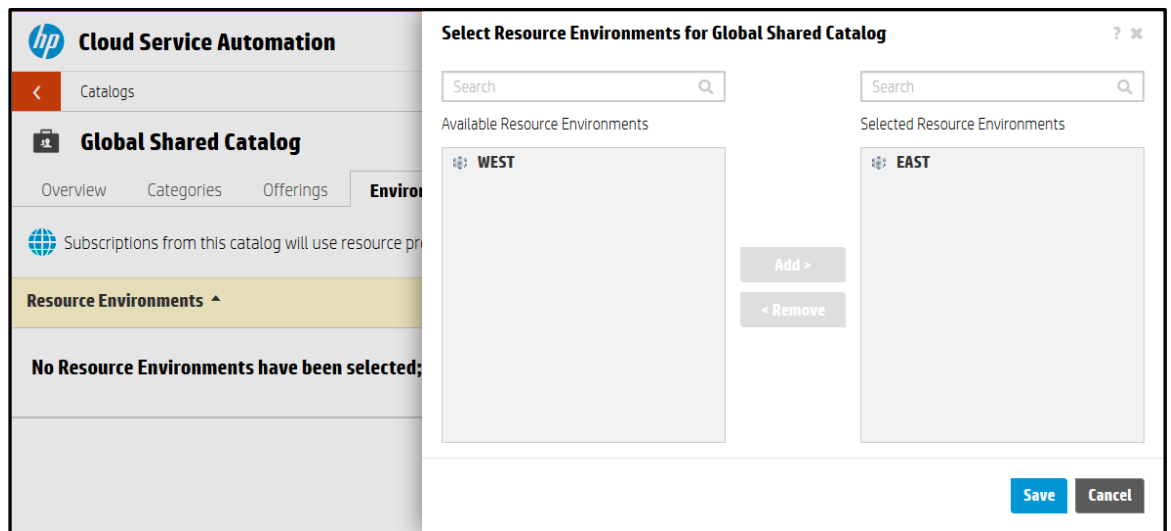 hp Cloud Service Automation
Catalogs
Global Shared Catalog
Overview Categories Offerings
Subscriptions from this catalog will use resource
Resource Environments
No Resource Environments have been selected;
Select Resource Environments for Global Shared Catalog ?
Search
Search
Available Resource Environments
Selected Resource Environments
WEST
EAST
Add >
< Remove
Save Cancel